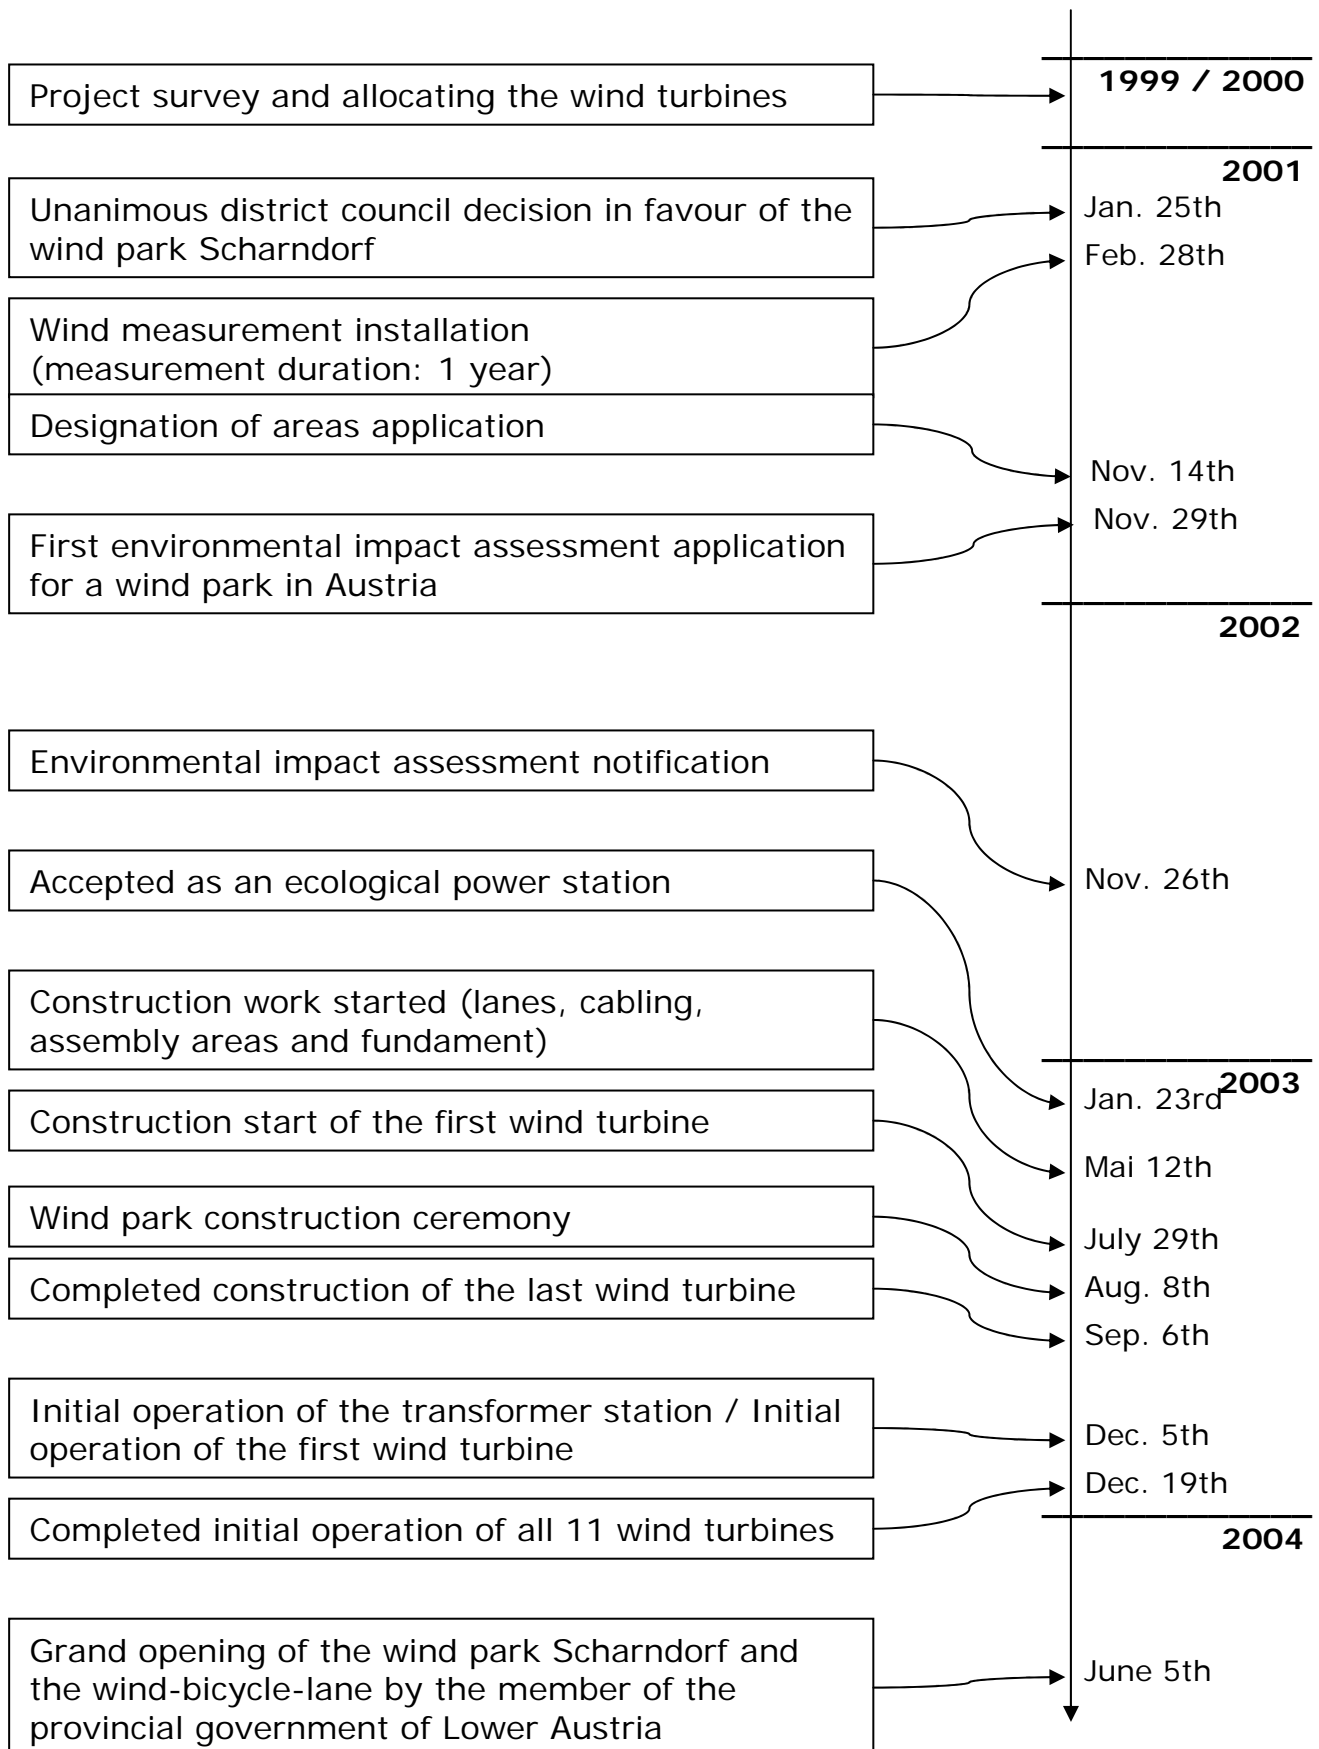 1999 / 2000
Project survey and allocating the wind turbines
2001
Unanimous district council decision in favour of the
wind park Scharndorf
Jan. 25th
Feb. 28th
Wind measurement installation
(measurement duration: 1 year)
Designation of areas application
Nov. 14th
Nov. 29th
First environmental impact assessment application
for a wind park in Austria
2002
Environmental impact assessment notification
Accepted as an ecological power station
Nov. 26th
Construction work started (lanes, cabling,
assembly areas and fundament)
2003
Jan. 23rd
Construction start of the first wind turbine
Mai 12th
Wind park construction ceremony
July 29th
Completed construction of the last wind turbine
Aug. 8th
Sep. 6th
Initial operation of the transformer station / Initial
operation of the first wind turbine
Dec. 5th
Dec. 19th
Completed initial operation of all 11 wind turbines
2004
Grand opening of the wind park Scharndorf and
the wind-bicycle-lane by the member of the
provincial government of Lower Austria
June 5th